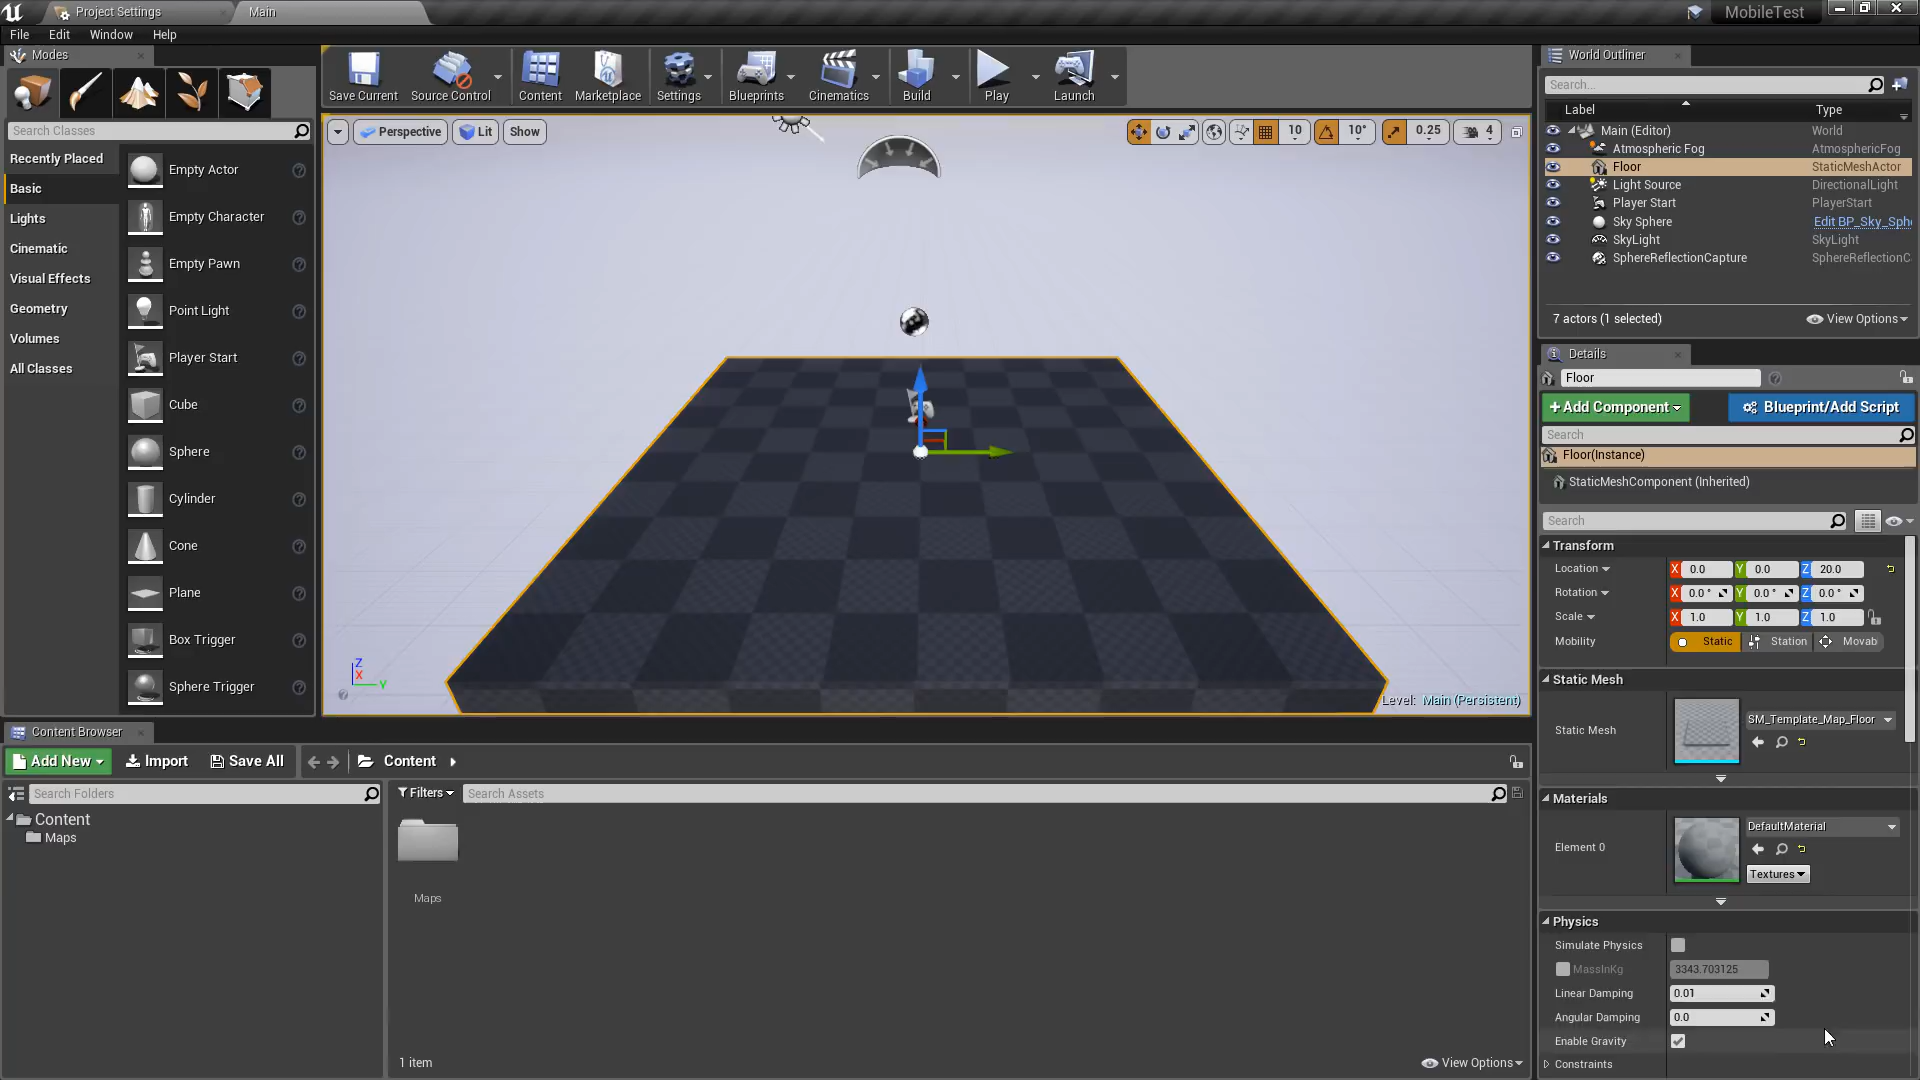 Project Settings
Main
MobileTest
File Edit Window Help
Modes
Search Classes
Recently Placed
Basic
Lights
Cinematic
Visual Effects
Geometry
Volumes
All Classes
Empty Actor
Empty Character
Empty Pawn
Point Light
Player Start
Cube
Sphere
Cylinder
Cone
Plane
Box Trigger
Sphere Trigger
Save Current
Source Control
Content
Marketplace
Settings
Blueprints
Cinematics
Build
Play
Launch
Perspective
Lit
Show
10
10°
0.25
4
Z
X
Y
Level: Main (Persistent)
World Outliner
Search...
Label Type
Main (Editor) World
Atmospheric Fog AtmosphericFog
Floor StaticMeshActor
Light Source DirectionalLight
Player Start PlayerStart
Sky Sphere Edit BP_Sky_Sph
SkyLight SkyLight
SphereReflectionCapture SphereReflectionC
7 actors (1 selected)
View Options
Details
Floor
+Add Component
Blueprint/Add Script
Search
Floor(Instance)
StaticMeshComponent (Inherited)
Search
Transform
Location X 0.0 Y 0.0 Z 20.0
Rotation X 0.0 ° Y 0.0 ° Z 0.0 °
Scale X 1.0 Y 1.0 Z 1.0
Mobility Static Station Movab
Static Mesh
Static Mesh
SM_Template_Map_Floor
Materials
Element 0
DefaultMaterial
Textures
Physics
Simulate Physics
MassInKg 3343.703125
Linear Damping 0.01
Angular Damping 0.0
Enable Gravity
Constraints
Content Browser
Add New
Import
Save All
Content
Search Folders
Content
Maps
Filters
Search Assets
Maps
1 item
View Options